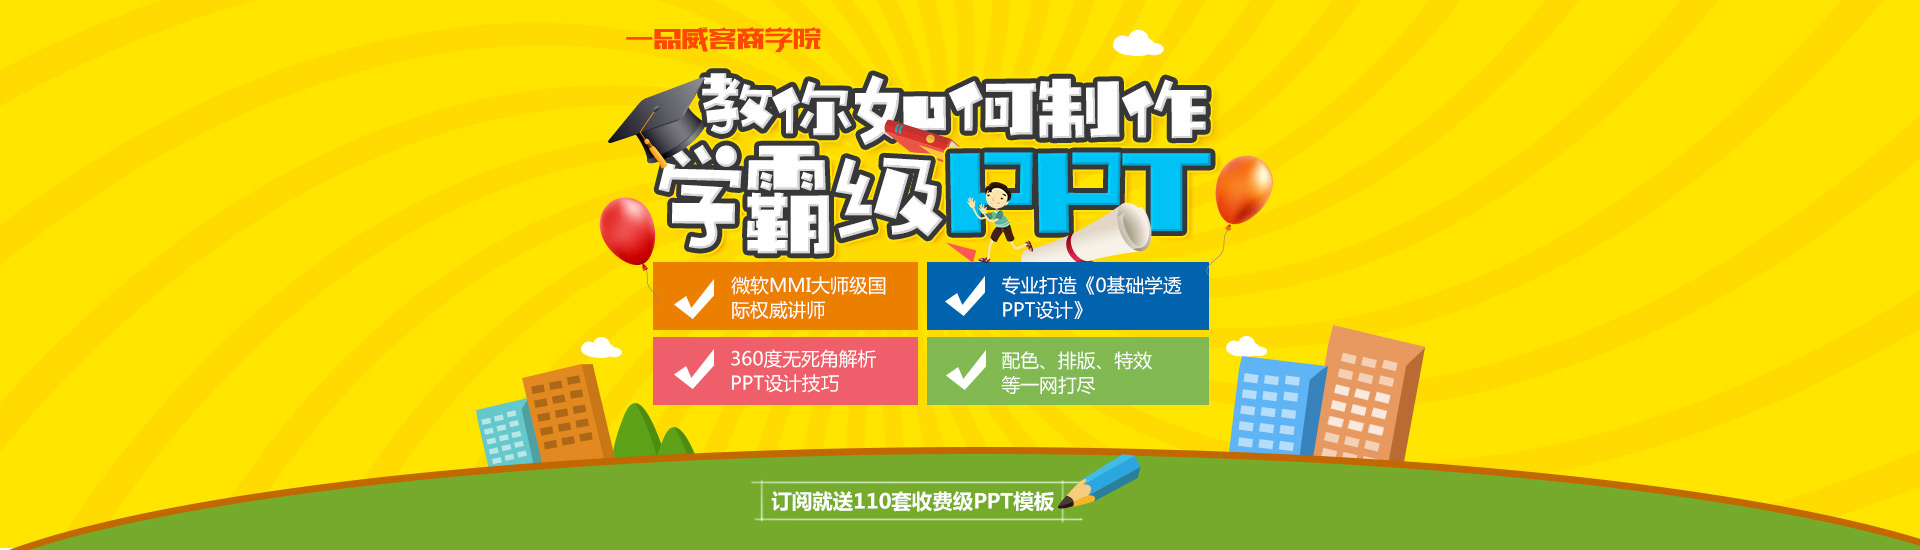 一品威客商学院
教你如何制作
学霸级PPT
微软MMI大师级国
际权威讲师
专业打造《0基础学透
PPT设计》
360度无死角解析
PPT设计技巧
配色、排版、特效
等一网打尽
订阅就送110套收费级PPT模板